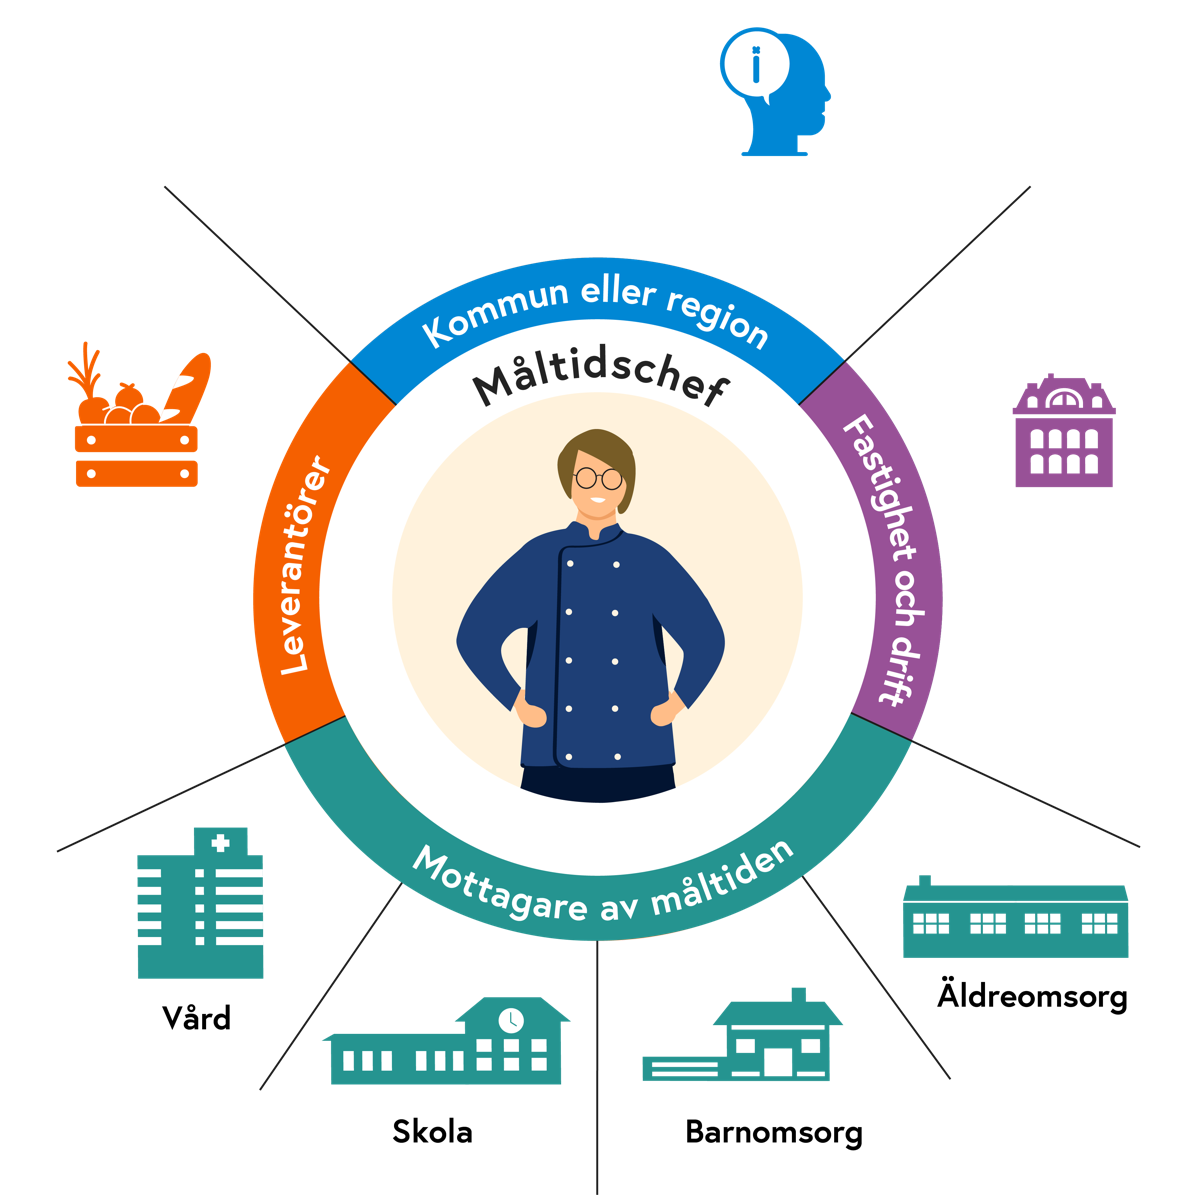 i
Kommun eller region
Måltidschef
Leverantörer
Fastighet och drift
Mottagare av måltiden
Vård
Skola
Barnomsorg
Äldreomsorg